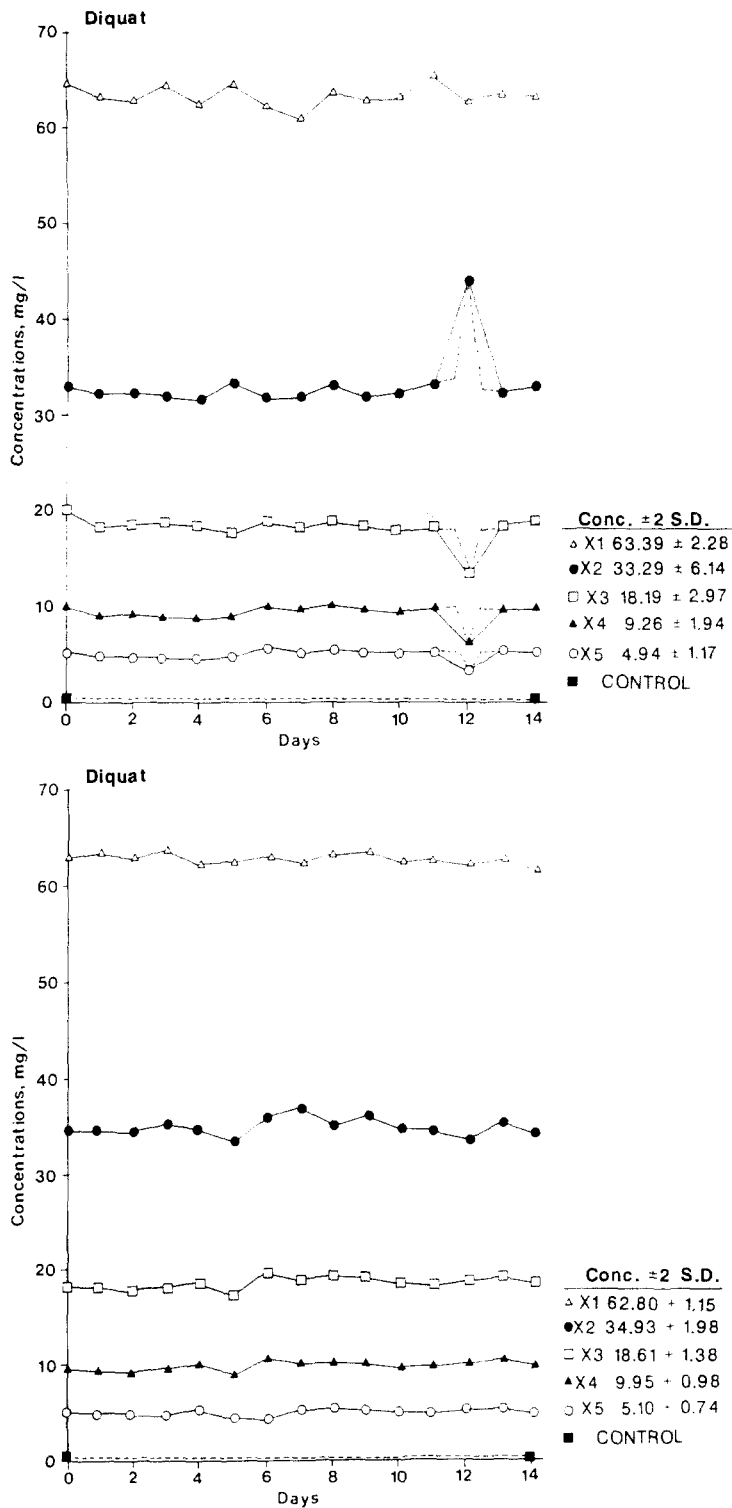 Diquat
70
60
50
40
30
20
10
0
Concentrations, mg/l
0 2 4 6 8 10 12 14
Days
Conc. ±2 S.D.
△ X1 63.39 ± 2.28
● X2 33.29 ± 6.14
□ X3 18.19 ± 2.97
▲ X4 9.26 ± 1.94
○ X5 4.94 ± 1.17
■ CONTROL
Diquat
70
60
50
40
30
20
10
0
Concentrations, mg/l
0 2 4 6 8 10 12 14
Days
Conc. ±2 S.D.
△ X1 62.80 + 1.15
● X2 34.93 + 1.98
□ X3 18.61 + 1.38
▲ X4 9.95 + 0.98
○ X5 5.10 + 0.74
■ CONTROL